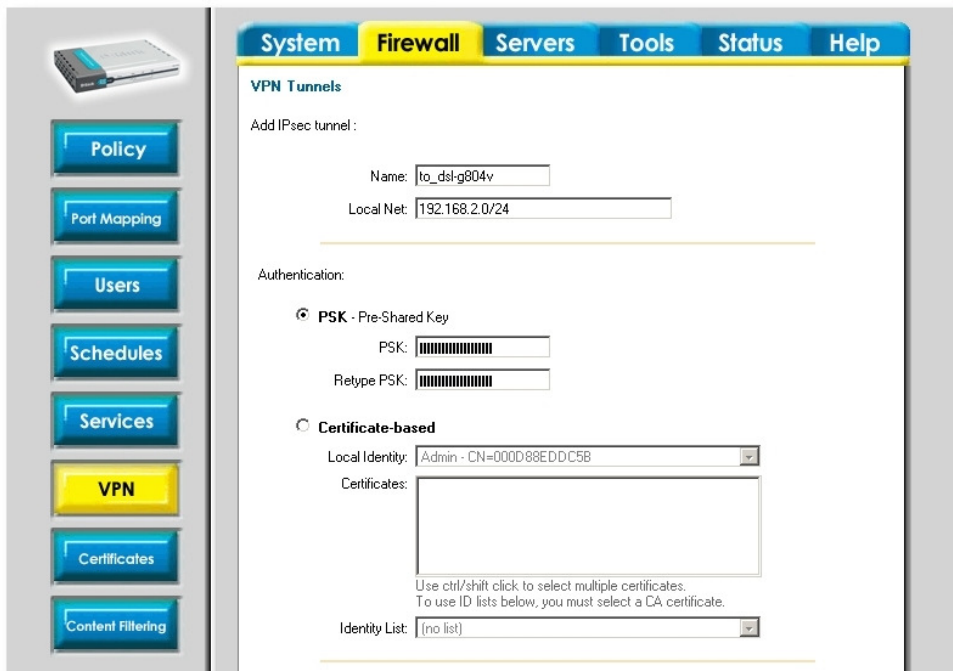 System Firewall Servers Tools Status Help
Policy
Port Mapping
Users
Schedules
Services
VPN
Certificates
Content Filtering
VPN Tunnels
Add IPsec tunnel :
Name: to_dsl-g804v
Local Net: 192.168.2.0/24
Authentication:
PSK - Pre-Shared Key
PSK:
Retype PSK:
Certificate-based
Local Identity: Admin - CN=000D88EDDC5B
Certificates:
Use ctrl/shift click to select multiple certificates.
To use ID lists below, you must select a CA certificate.
Identity List: (no list)